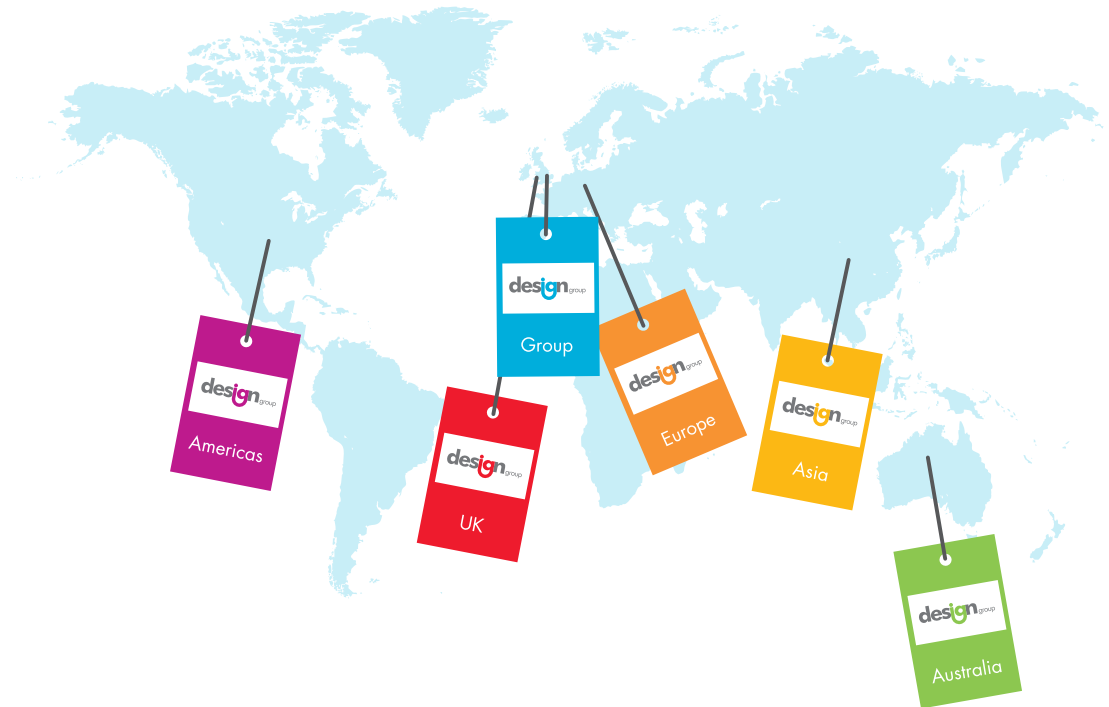 design group
Group
design group
Americas
design group
UK
design group
Europe
design group
Asia
design group
Australia